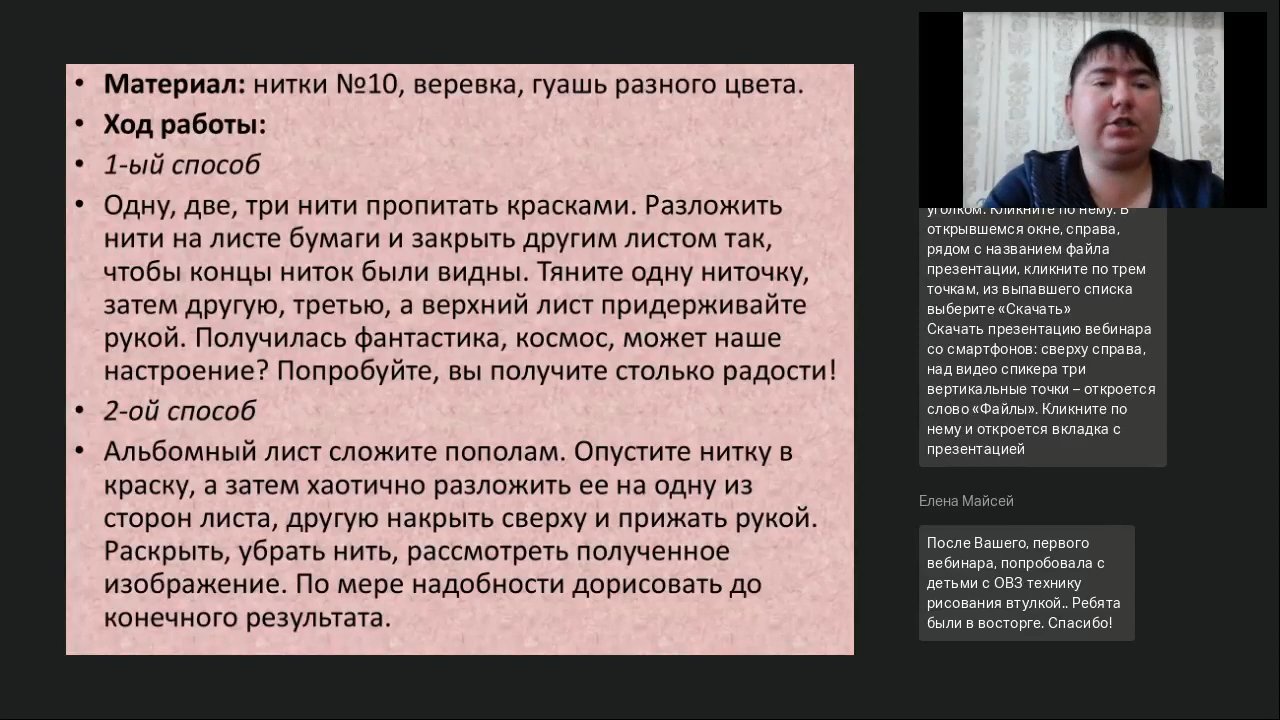 • Материал: нитки №10, веревка, гуашь разного цвета.
• Ход работы:
• 1-ый способ
• Одну, две, три нити пропитать красками. Разложить
нити на листе бумаги и закрыть другим листом так,
чтобы концы ниток были видны. Тяните одну ниточку,
затем другую, третью, а верхний лист придерживайте
рукой. Получилась фантастика, космос, может наше
настроение? Попробуйте, вы получите столько радости!
• 2-ой способ
• Альбомный лист сложите пополам. Опустите нитку в
краску, а затем хаотично разложить ее на одну из
сторон листа, другую накрыть сверху и прижать рукой.
Раскрыть, убрать нить, рассмотреть полученное
изображение. По мере надобности дорисовать до
конечного результата.
уголком. Кликните по нему. В
открывшемся окне, справа,
рядом с названием файла
презентации, кликните по трем
точкам, из выпавшего списка
выберите «Скачать»
Скачать презентацию вебинара
со смартфонов: сверху справа,
над видео спикера три
вертикальные точки – откроется
слово «Файлы». Кликните по
нему и откроется вкладка с
презентацией
Елена Майсей
После Вашего, первого
вебинара, попробовала с
детьми с ОВЗ технику
рисования втулкой.. Ребята
были в восторге. Спасибо!